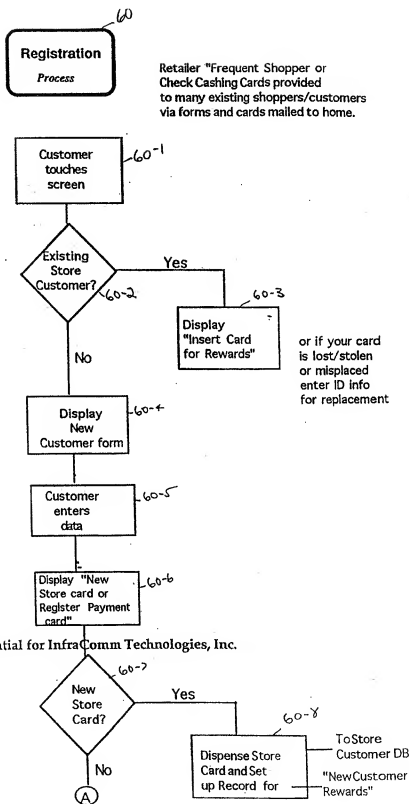 60
Registration
Process
Retailer "Frequent Shopper or
Check Cashing Cards provided
to many existing shoppers/customers
via forms and cards mailed to home.
60-1
Customer
touches
screen
Existing
Store
Customer?
60-2
Yes
60-3
Display
"Insert Card
for Rewards"
or if your card
is lost/stolen
or misplaced
enter ID info
for replacement
No
60-4
Display
New
Customer form
60-5
Customer
enters
data
60-6
Display "New
Store card or
Register Payment
card"
ntial for InfraComm Technologies, Inc.
60-7
New
Store
Card?
Yes
60-8
Dispense Store
Card and Set
up Record for
To Store
Customer DB
"New Customer
Rewards"
No
A